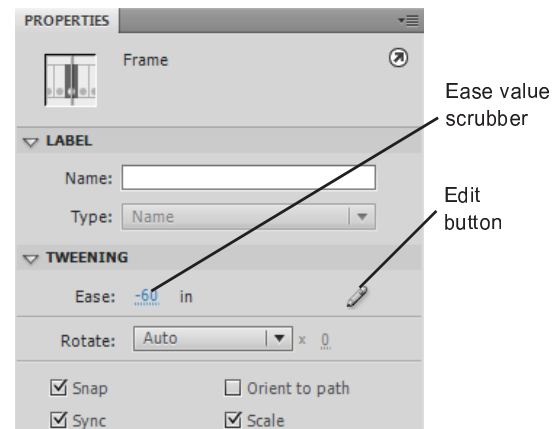 PROPERTIES
Frame
Ease value
scrubber
LABEL
Name:
Edit
button
Type: Name
TWEENING
Ease: -60 in
Rotate: Auto x 0
Snap Orient to path
Sync Scale